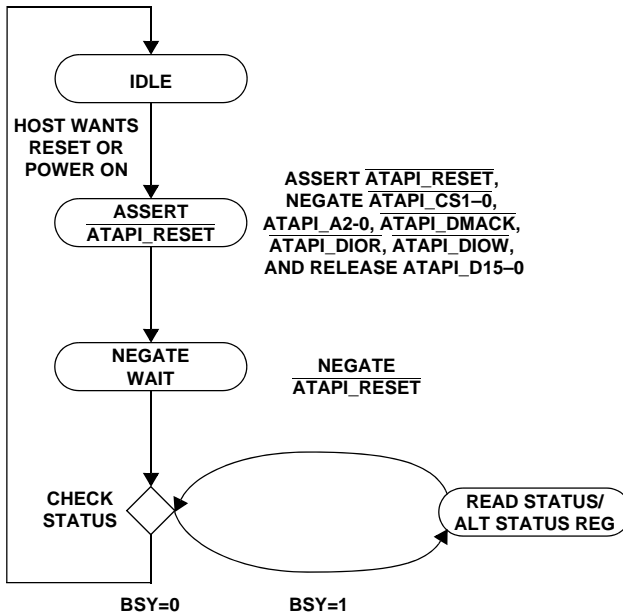 IDLE
HOST WANTS
RESET OR
POWER ON
ASSERT ATAPI_RESET,
NEGATE ATAPI_CS1–0,
ATAPI_A2-0, ATAPI_DMACK,
ATAPI_DIOR, ATAPI_DIOW,
AND RELEASE ATAPI_D15–0
ASSERT
ATAPI_RESET
NEGATE
WAIT
NEGATE
ATAPI_RESET
CHECK
STATUS
READ STATUS/
ALT STATUS REG
BSY=0
BSY=1